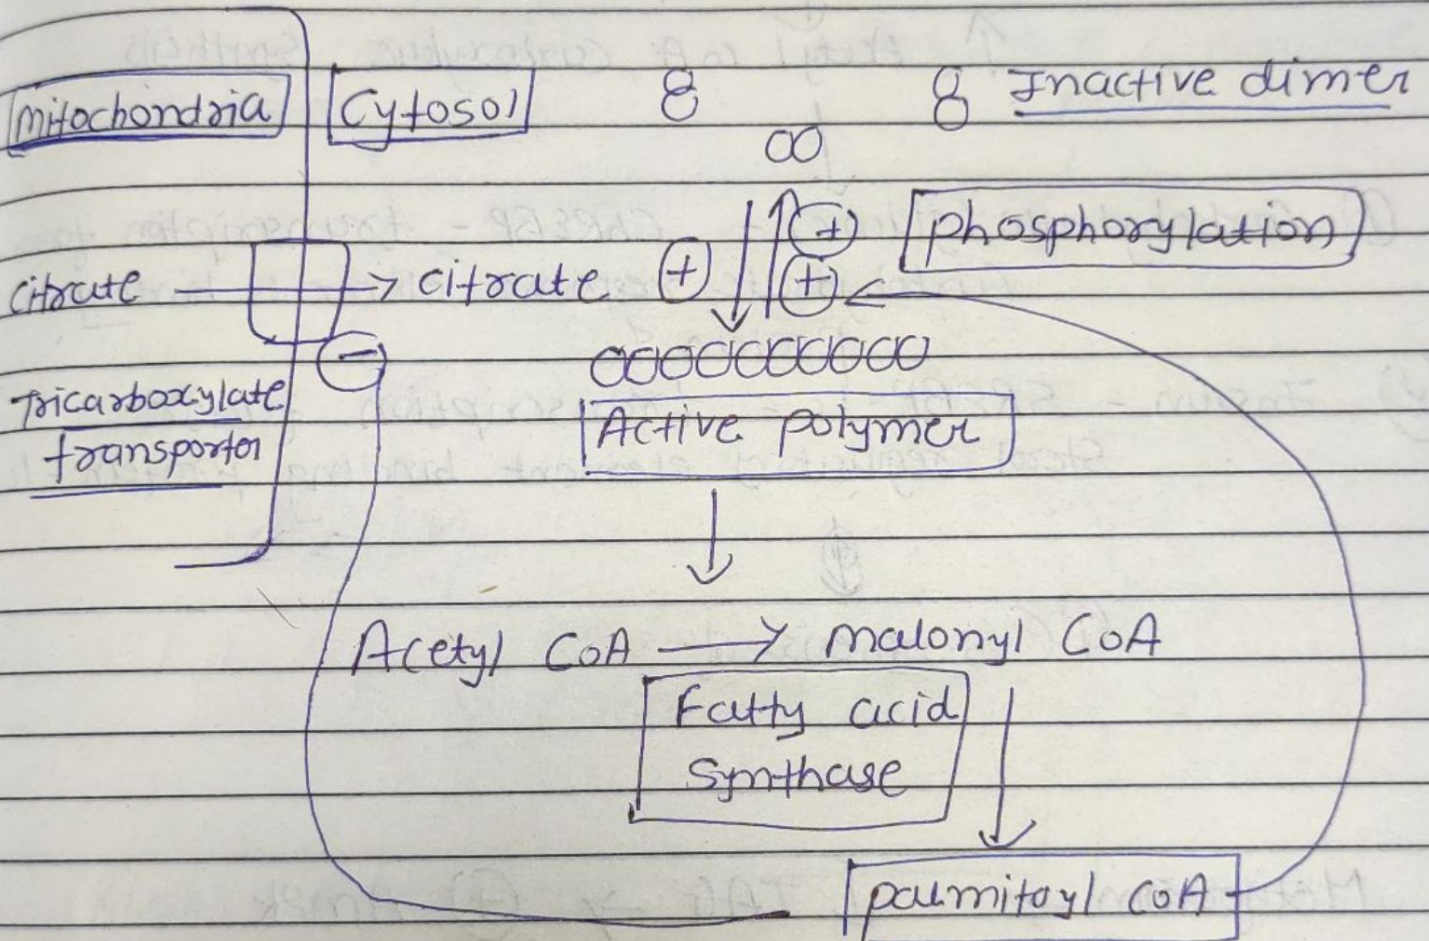 Mitochondria
Cytosol
Inactive dimer
phosphorylation
Citrate → citrate + + +
−
Tricarboxylate
transporter
Active polymer
Acetyl CoA → malonyl CoA
Fatty acid
Synthase
palmitoyl CoA